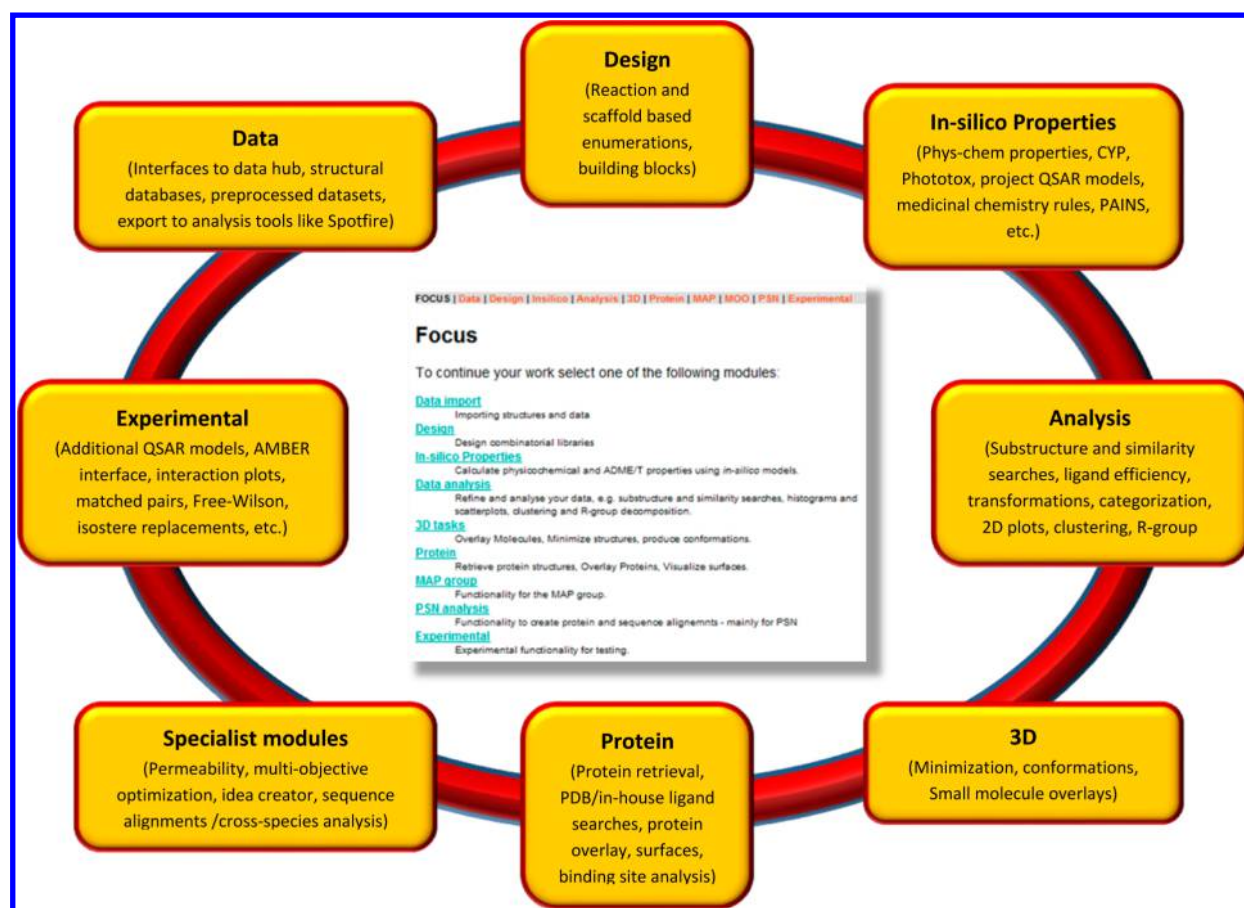 Design
(Reaction and
scaffold based
enumerations,
building blocks)
Data
(Interfaces to data hub, structural
databases, preprocessed datasets,
export to analysis tools like Spotfire)
In-silico Properties
(Phys-chem properties, CYP,
Phototox, project QSAR models,
medicinal chemistry rules, PAINS,
etc.)
FOCUS | Data | Design | Insilico | Analysis | 3D | Protein | MAP | MOO | PSN | Experimental
Focus
To continue your work select one of the following modules:
Data import
Importing structures and data
Design
Design combinatorial libraries
In-silico Properties
Calculate physicochemical and ADME/T properties using in-silico models.
Data analysis
Refine and analyse your data, e.g. substructure and similarity searches, histograms and
scatterplots, clustering and R-group decomposition.
3D tasks
Overlay Molecules, Minimize structures, produce conformations.
Protein
Retrieve protein structures, Overlay Proteins, Visualize surfaces.
MAP group
Functionality for the MAP group.
PSN analysis
Functionality to create protein and sequence alignemnts - mainly for PSN
Experimental
Experimental functionality for testing.
Experimental
(Additional QSAR models, AMBER
interface, interaction plots,
matched pairs, Free-Wilson,
isostere replacements, etc.)
Analysis
(Substructure and similarity
searches, ligand efficiency,
transformations, categorization,
2D plots, clustering, R-group
Specialist modules
(Permeability, multi-objective
optimization, idea creator, sequence
alignments /cross-species analysis)
Protein
(Protein retrieval,
PDB/in-house ligand
searches, protein
overlay, surfaces,
binding site analysis)
3D
(Minimization, conformations,
Small molecule overlays)